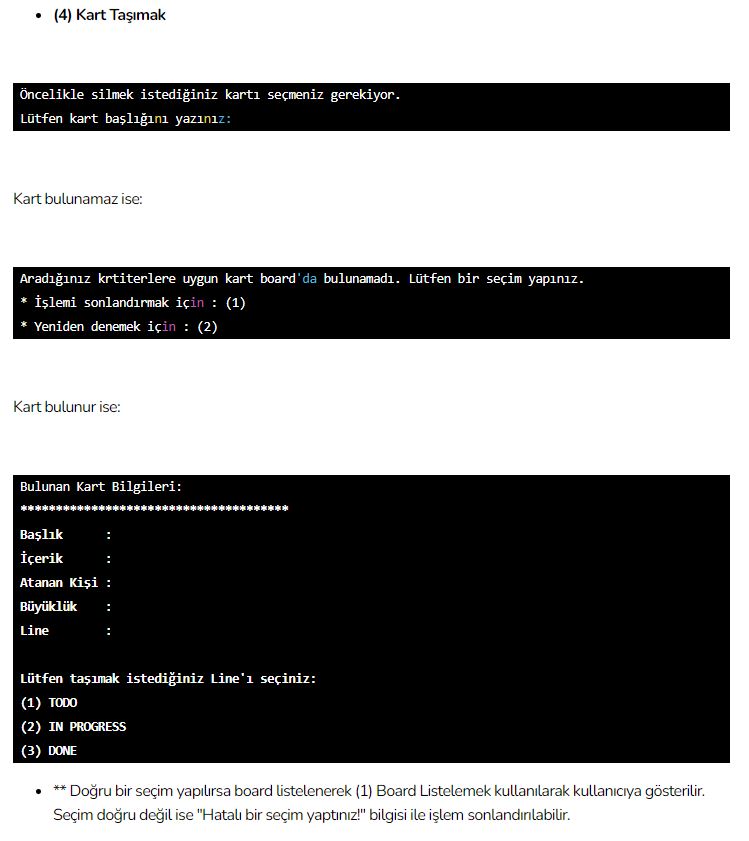 (4) Kart Taşımak
Öncelikle silmek istediğiniz kartı seçmeniz gerekiyor.
Lütfen kart başlığını yazınız:
Kart bulunamaz ise:
Aradığınız krtiterlere uygun kart board'da bulunamadı. Lütfen bir seçim yapınız.
* İşlemi sonlandırmak için : (1)
* Yeniden denemek için : (2)
Kart bulunur ise:
Bulunan Kart Bilgileri:
**************************************
Başlık :
İçerik :
Atanan Kişi :
Büyüklük :
Line :
Lütfen taşımak istediğiniz Line'ı seçiniz:
(1) TODO
(2) IN PROGRESS
(3) DONE
** Doğru bir seçim yapılırsa board listelenerek (1) Board Listelemek kullanılarak kullanıcıya gösterilir.
Seçim doğru değil ise "Hatalı bir seçim yaptınız!" bilgisi ile işlem sonlandırılabilir.